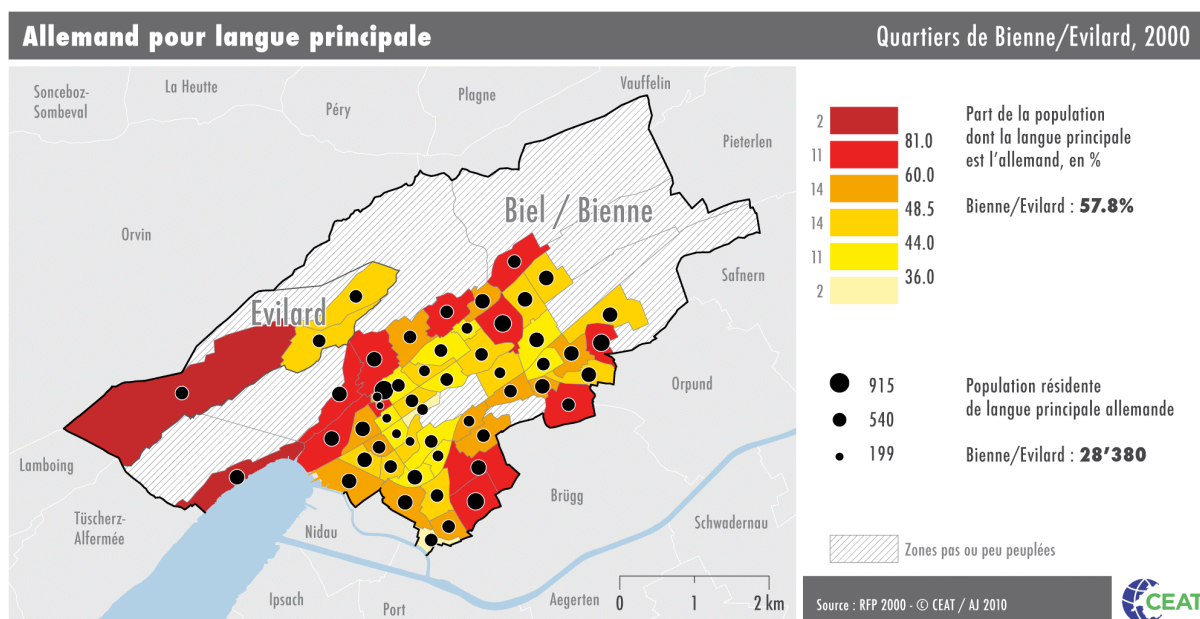 Allemand pour langue principale
Quartiers de Bienne/Evilard, 2000
Sonceboz-
Sombeval
La Heutte
Péry
Plagne
Vauffelin
Pieterlen
Orvin
Biel / Bienne
Safnern
Evilard
Orpund
Lamboing
Tüscherz-
Alfermée
Nidau
Brügg
Schwadernau
Ipsach
Port
Aegerten
0 1 2 km
2
81.0
11
60.0
14
48.5
14
44.0
11
36.0
2
Part de la population
dont la langue principale
est l'allemand, en %
Bienne/Evilard : 57.8%
915
540
199
Population résidente
de langue principale allemande
Bienne/Evilard : 28'380
Zones pas ou peu peuplées
Source : RFP 2000 - © CEAT / AJ 2010
CEAT